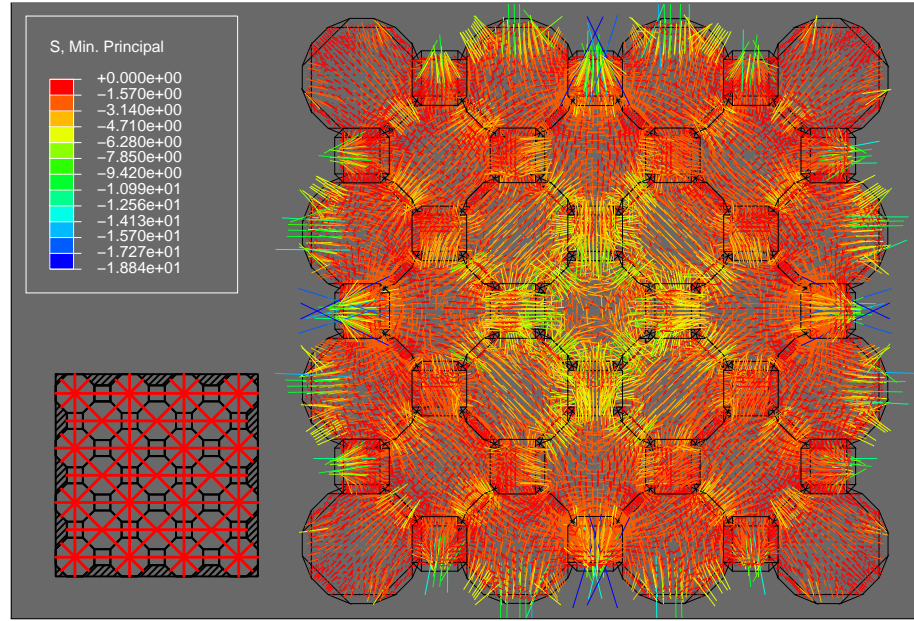 S, Min. Principal
+0.000e+00
−1.570e+00
−3.140e+00
−4.710e+00
−6.280e+00
−7.850e+00
−9.420e+00
−1.099e+01
−1.256e+01
−1.413e+01
−1.570e+01
−1.727e+01
−1.884e+01